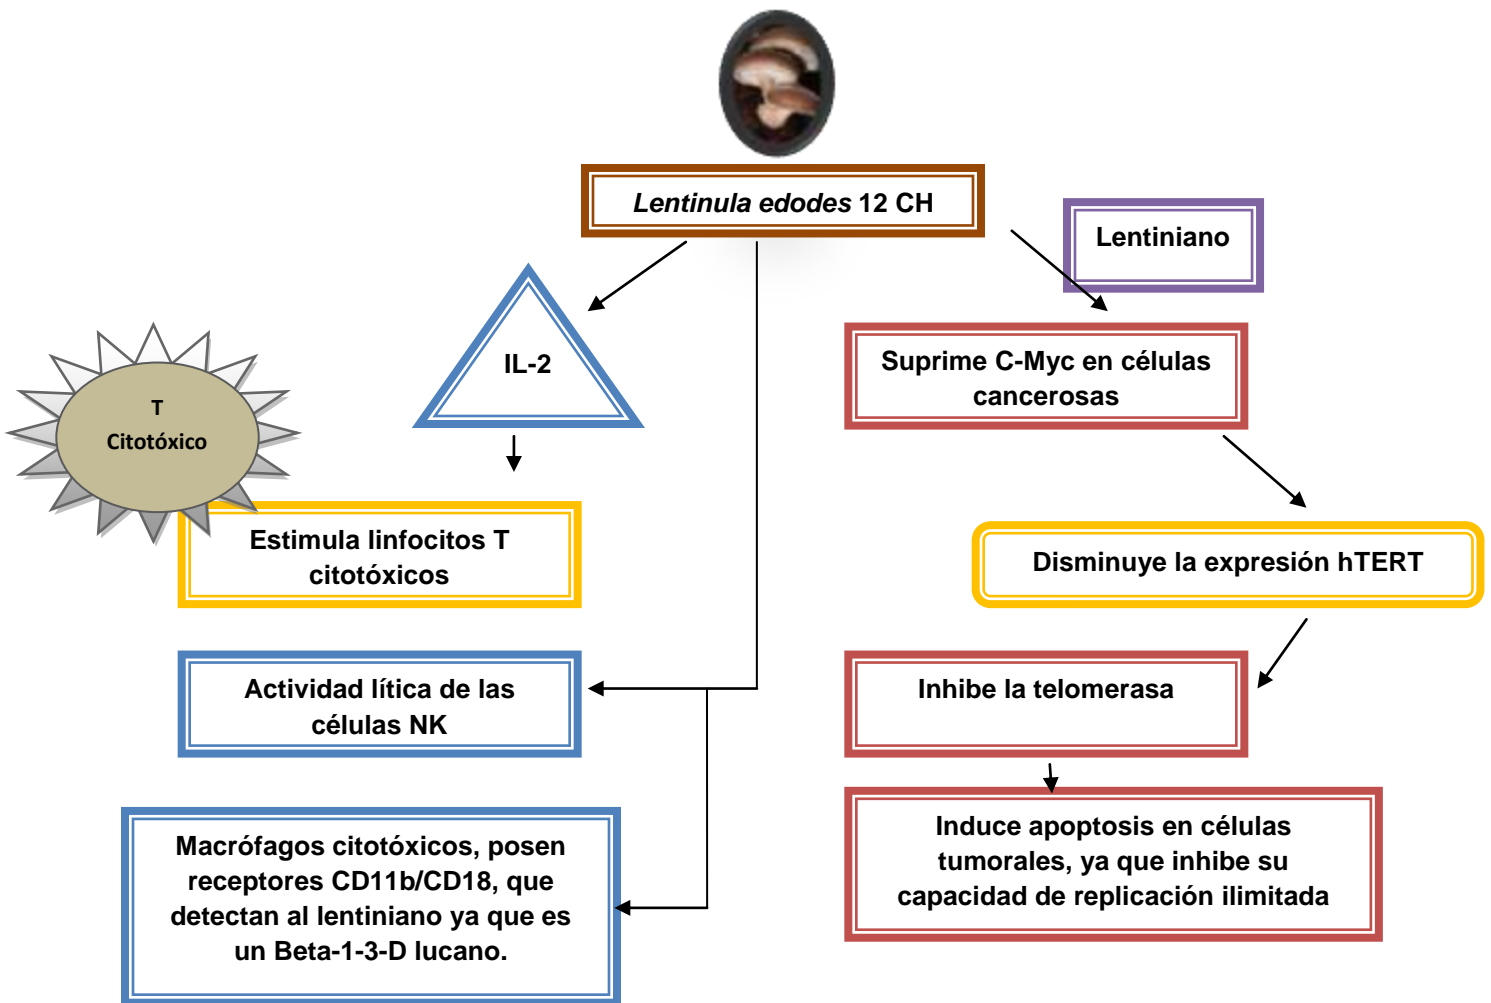 Lentinula edodes 12 CH
Lentiniano
IL-2
T
Citotóxico
Estimula linfocitos T
citotóxicos
Actividad lítica de las
células NK
Macrófagos citotóxicos, posen
receptores CD11b/CD18, que
detectan al lentiniano ya que es
un Beta-1-3-D lucano.
Suprime C-Myc en células
cancerosas
Disminuye la expresión hTERT
Inhibe la telomerasa
Induce apoptosis en células
tumorales, ya que inhibe su
capacidad de replicación ilimitada